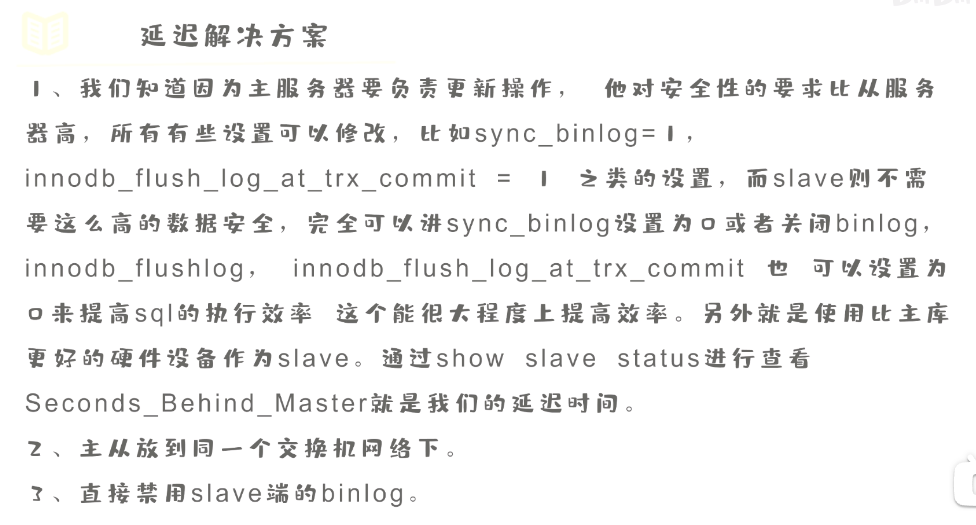 延迟解决方案
1、我们知道因为主服务器要负责更新操作， 他对安全性的要求比从服务
器高，所有有些设置可以修改，比如sync_binlog=1，
innodb_flush_log_at_trx_commit = 1 之类的设置，而slave则不需
要这么高的数据安全，完全可以讲sync_binlog设置为0或者关闭binlog，
innodb_flushlog， innodb_flush_log_at_trx_commit 也 可以设置为
0来提高sql的执行效率 这个能很大程度上提高效率。另外就是使用比主库
更好的硬件设备作为slave。通过show slave status进行查看
Seconds_Behind_Master就是我们的延迟时间。
2、主从放到同一个交换机网络下。
3、直接禁用slave端的binlog。